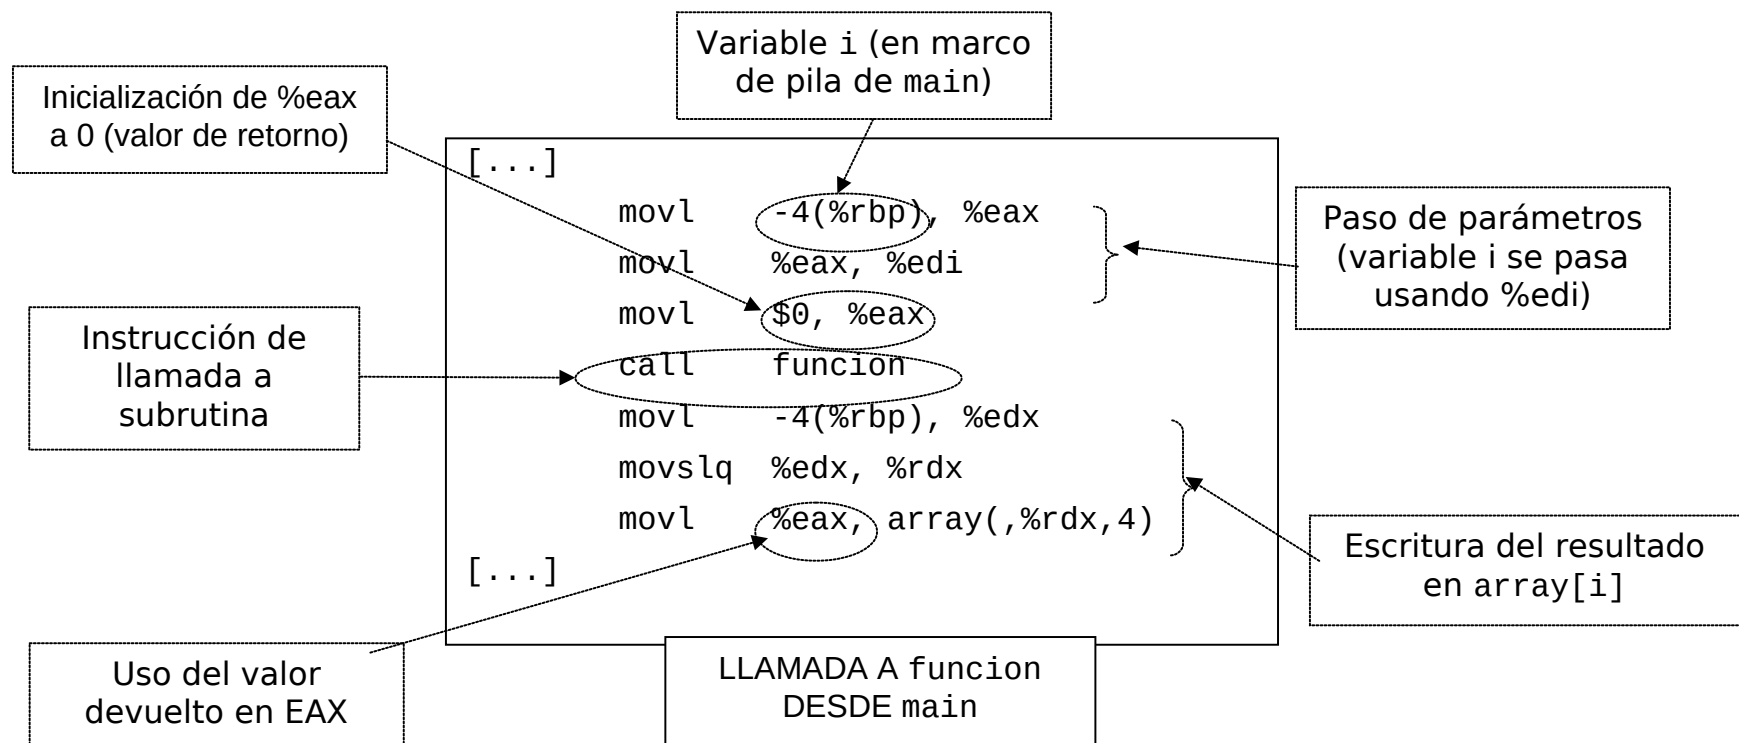 Variable i (en marco
de pila de main)
Inicialización de %eax
a 0 (valor de retorno)
[...]
movl -4(%rbp), %eax
movl %eax, %edi
movl $0, %eax
call funcion
movl -4(%rbp), %edx
movslq %edx, %rdx
movl %eax, array(,%rdx,4)
[...]
Paso de parámetros
(variable i se pasa
usando %edi)
Instrucción de
llamada a
subrutina
Escritura del resultado
en array[i]
Uso del valor
devuelto en EAX
LLAMADA A funcion
DESDE main